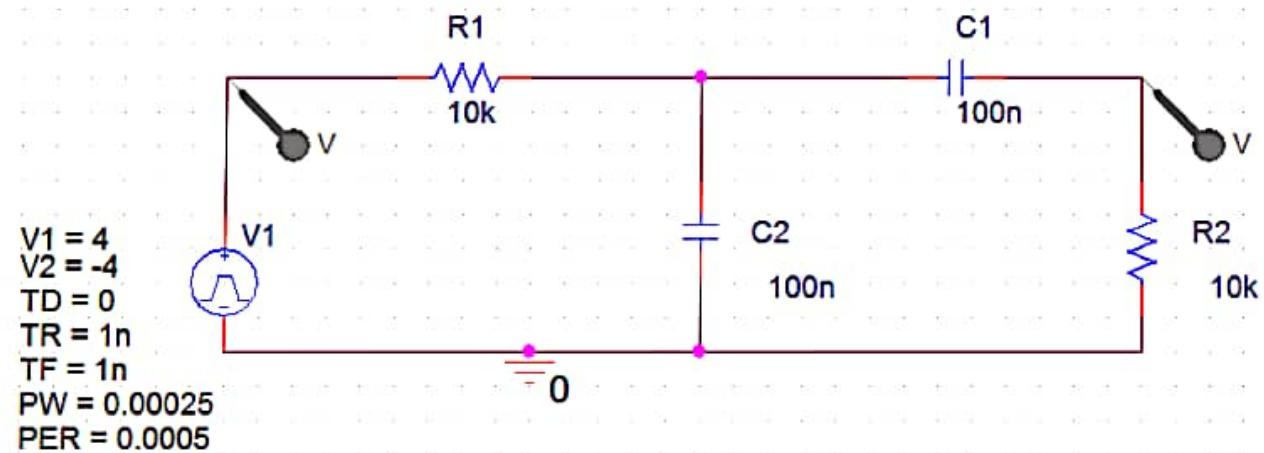 R1
10k
C1
100n
V
V
V1
V1 = 4
V2 = -4
TD = 0
TR = 1n
TF = 1n
PW = 0.00025
PER = 0.0005
C2
100n
R2
10k
0